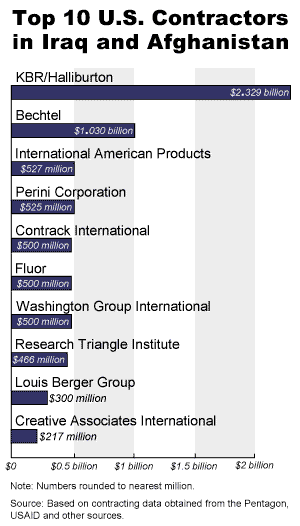 Top 10 U.S. Contractors
in Iraq and Afghanistan
KBR/Halliburton
$2.329 billion
Bechtel
$1.030 billion
International American Products
$527 million
Perini Corporation
$525 million
Contrack International
$500 million
Fluor
$500 million
Washington Group International
$500 million
Research Triangle Institute
$466 million
Louis Berger Group
$300 million
Creative Associates International
$217 million
$0 $0.5 billion $1 billion $1.5 billion $2 billion
Note: Numbers rounded to nearest million.
Source: Based on contracting data obtained from the Pentagon,
USAID and other sources.